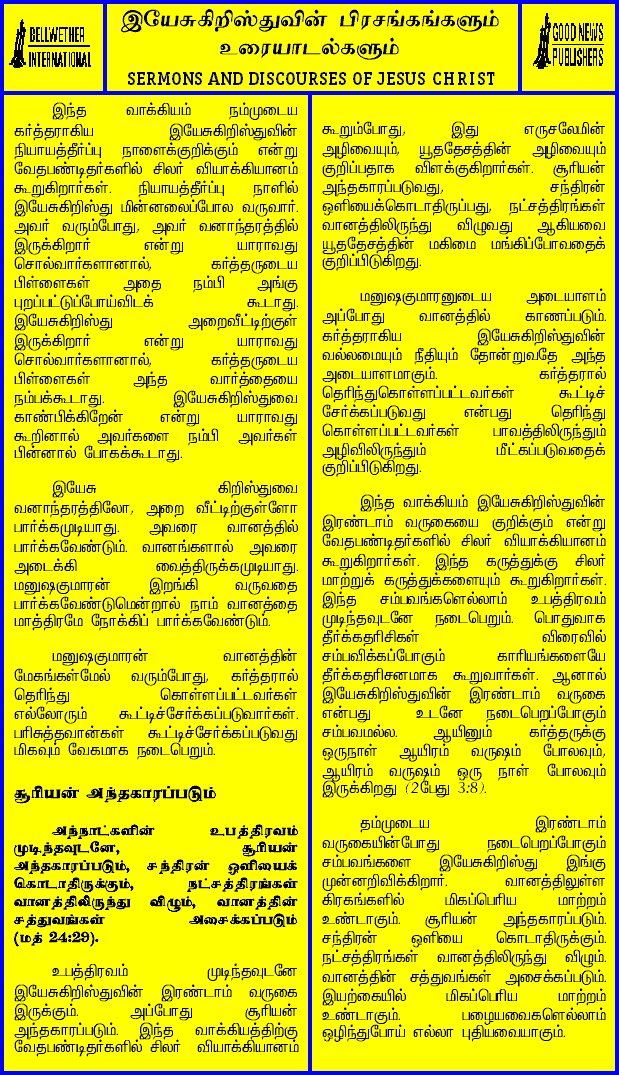 BELLWETHER
INTERNATIONAL
இயேசுகிறிஸ்துவின் பிரசங்கங்களும்
உரையாடல்களும்
SERMONS AND DISCOURSES OF JESUS CHRIST
GOOD NEWS
PUBLISHERS
இந்த வாக்கியம் நம்முடைய
கர்த்தராகிய இயேசுகிறிஸ்துவின்
நியாயத்தீர்ப்பு நாளைக்குறிக்கும் என்று
வேதபண்டிதர்களில் சிலர் வியாக்கியானம்
கூறுகிறார்கள். நியாயத்தீர்ப்பு நாளில்
இயேசுகிறிஸ்து மின்னலைப்போல வருவார்.
அவர் வரும்போது, அவர் வனாந்தரத்தில்
இருக்கிறார் என்று யாராவது
சொல்வார்களானால், கர்த்தருடைய
பிள்ளைகள் அதை நம்பி அங்கு
புறப்பட்டுப்போய்விடக் கூடாது.
இயேசுகிறிஸ்து அறைவீட்டிற்குள்
இருக்கிறார் என்று யாராவது
சொல்வார்களானால், கர்த்தருடைய
பிள்ளைகள் அந்த வார்த்தையை
நம்பக்கூடாது. இயேசுகிறிஸ்துவை
காண்பிக்கிறேன் என்று யாராவது
கூறினால் அவர்களை நம்பி அவர்கள்
பின்னால் போகக்கூடாது.
இயேசு கிறிஸ்துவை
வனாந்தரத்திலோ, அறை வீட்டிற்குள்ளோ
பார்க்கமுடியாது. அவரை வானத்தில்
பார்க்கவேண்டும். வானங்களால் அவரை
அடைக்கி வைத்திருக்கமுடியாது.
மனுஷகுமாரன் இறங்கி வருவதை
பார்க்கவேண்டுமென்றால் நாம் வானத்தை
மாத்திரமே நோக்கிப் பார்க்கவேண்டும்.
மனுஷகுமாரன் வானத்தின்
மேகங்கள்மேல் வரும்போது, கர்த்தரால்
தெரிந்து கொள்ளப்பட்டவர்கள்
எல்லோரும் கூட்டிச்சேர்க்கப்படுவார்கள்.
பரிசுத்தவான்கள் கூட்டிச்சேர்க்கப்படுவது
மிகவும் வேகமாக நடைபெறும்.
சூரியன் அந்தகாரப்படும்
அந்நாட்களின் உபத்திரவம்
முடிந்தவுடனே, சூரியன்
அந்தகாரப்படும், சந்திரன் ஒளியைக்
கொடாதிருக்கும், நட்சத்திரங்கள்
வானத்திலிருந்து விழும், வானத்தின்
சத்துவங்கள் அசைக்கப்படும்
(மத் 24:29).
உபத்திரவம் முடிந்தவுடனே
இயேசுகிறிஸ்துவின் இரண்டாம் வருகை
இருக்கும். அப்போது சூரியன்
அந்தகாரப்படும். இந்த வாக்கியத்திற்கு
வேதபண்டிதர்களில் சிலர் வியாக்கியானம்
கூறும்போது, இது எருசலேமின்
அழிவையும், யூததேசத்தின் அழிவையும்
குறிப்பதாக விளக்குகிறார்கள். சூரியன்
அந்தகாரப்படுவது, சந்திரன்
ஒளியைக்கொடாதிருப்பது, நட்சத்திரங்கள்
வானத்திலிருந்து விழுவது ஆகியவை
யூததேசத்தின் மகிமை மங்கிப்போவதைக்
குறிப்பிடுகிறது.
மனுஷகுமாரனுடைய அடையாளம்
அப்போது வானத்தில் காணப்படும்.
கர்த்தராகிய இயேசுகிறிஸ்துவின்
வல்லமையும் நீதியும் தோன்றுவதே அந்த
அடையாளமாகும். கர்த்தரால்
தெரிந்துகொள்ளப்பட்டவர்கள் கூட்டிச்
சேர்க்கப்படுவது என்பது தெரிந்து
கொள்ளப்பட்டவர்கள் பாவத்திலிருந்தும்
அழிவிலிருந்தும் மீட்கப்படுவதைக்
குறிப்பிடுகிறது.
இந்த வாக்கியம் இயேசுகிறிஸ்துவின்
இரண்டாம் வருகையை குறிக்கும் என்று
வேதபண்டிதர்களில் சிலர் வியாக்கியானம்
கூறுகிறார்கள். இந்த கருத்துக்கு சிலர்
மாற்றுக் கருத்துக்களையும் கூறுகிறார்கள்.
இந்த சம்பவங்களெல்லாம் உபத்திரவம்
முடிந்தவுடனே நடைபெறும். பொதுவாக
தீர்க்கதரிசிகள் விரைவில்
சம்பவிக்கப்போகும் காரியங்களையே
தீர்க்கதரிசனமாக கூறுவார்கள். ஆனால்
இயேசுகிறிஸ்துவின் இரண்டாம் வருகை
என்பது உடனே நடைபெறப்போகும்
சம்பவமல்ல. ஆயினும் கர்த்தருக்கு
ஒருநாள் ஆயிரம் வருஷம் போலவும்,
ஆயிரம் வருஷம் ஒரு நாள் போலவும்
இருக்கிறது (2பேது 3:8).
தம்முடைய இரண்டாம்
வருகையின்போது நடைபெறப்போகும்
சம்பவங்களை இயேசுகிறிஸ்து இங்கு
முன்னறிவிக்கிறார். வானத்திலுள்ள
கிரகங்களில் மிகப்பெரிய மாற்றம்
உண்டாகும். சூரியன் அந்தகாரப்படும்.
சந்திரன் ஒளியை கொடாதிருக்கும்.
நட்சத்திரங்கள் வானத்திலிருந்து விழும்.
வானத்தின் சத்துவங்கள் அசைக்கப்படும்.
இயற்கையில் மிகப்பெரிய மாற்றம்
உண்டாகும். பழையவைகளெல்லாம்
ஒழிந்துபோய் எல்லா புதியவையாகும்.